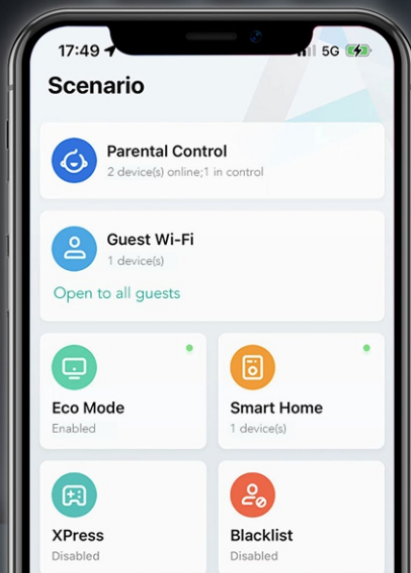 17:49
5G
Scenario
Parental Control
2 device(s) online;1 in control
Guest Wi-Fi
1 device(s)
Open to all guests
Eco Mode
Enabled
Smart Home
1 device(s)
XPress
Disabled
Blacklist
Disabled